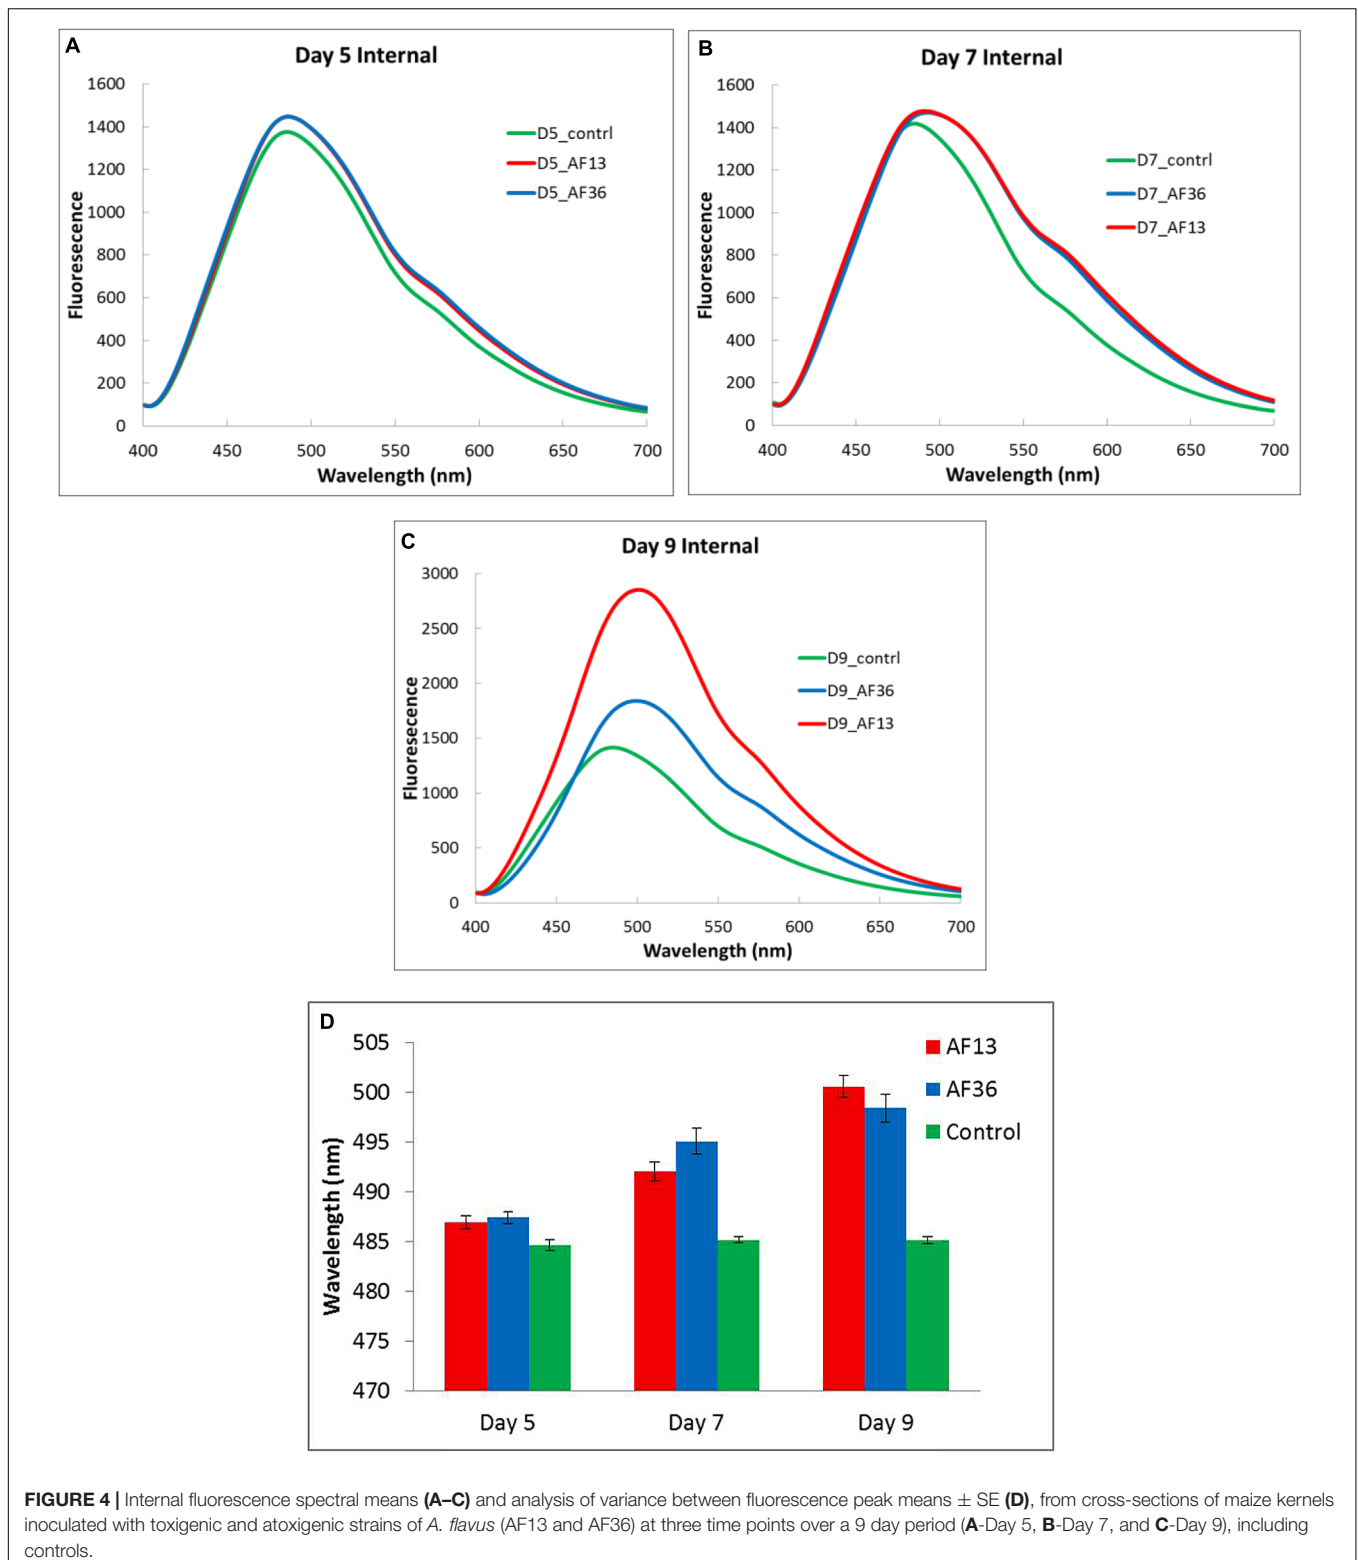 A
Day 5 Internal
1600
1400
1200
1000
800
600
400
200
0
Fluoresecence
400 450 500 550 600 650 700
Wavelength (nm)
D5_contrl
D5_AF13
D5_AF36
B
Day 7 Internal
1600
1400
1200
1000
800
600
400
200
0
Fluoresecence
400 450 500 550 600 650 700
Wavelength (nm)
D7_contrl
D7_AF36
D7_AF13
C
Day 9 Internal
3000
2500
2000
1500
1000
500
0
Fluoresecence
400 450 500 550 600 650 700
Wavelength (nm)
D9_contrl
D9_AF36
D9_AF13
D
505
500
495
490
485
480
475
470
Wavelength (nm)
Day 5 Day 7 Day 9
AF13
AF36
Control
FIGURE 4 | Internal fluorescence spectral means (A–C) and analysis of variance between fluorescence peak means ± SE (D), from cross-sections of maize kernels
inoculated with toxigenic and atoxigenic strains of A. flavus (AF13 and AF36) at three time points over a 9 day period (A-Day 5, B-Day 7, and C-Day 9), including
controls.